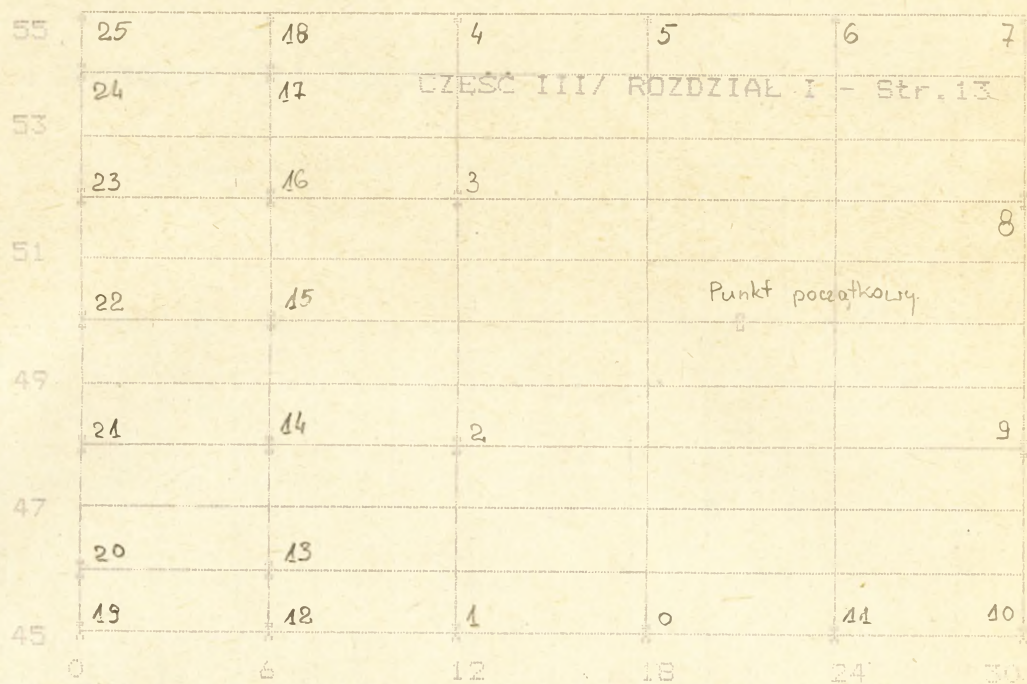 55 25 18 4 5 6 7
24 17 CZĘŚĆ III/ ROZDZIAŁ I - Str.13
53
23 16 3
8
51
22 15 Punkt początkowy.
49
21 14 2 9
47
20 13
19 12 1 0 11 10
45
0 6 12 18 24 30